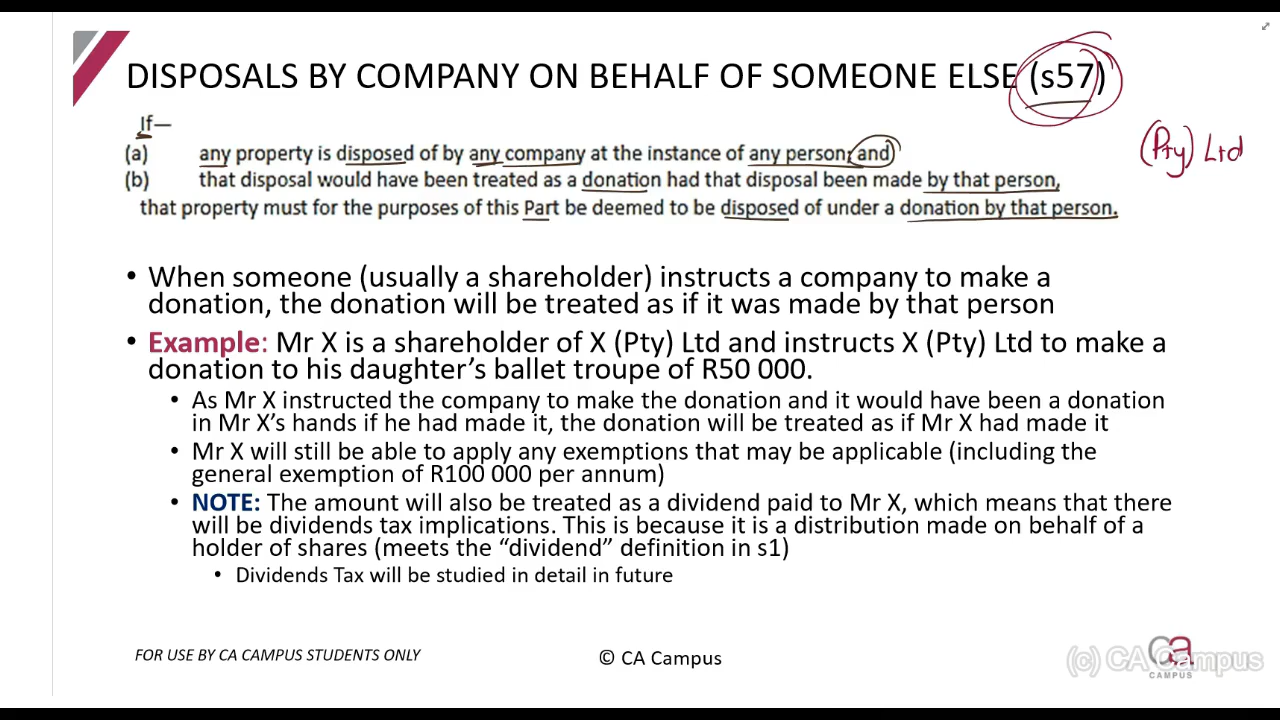 DISPOSALS BY COMPANY ON BEHALF OF SOMEONE ELSE (s57)
(Pty) Ltd
If—
(a) any property is disposed of by any company at the instance of any person; and
(b) that disposal would have been treated as a donation had that disposal been made by that person,
that property must for the purposes of this Part be deemed to be disposed of under a donation by that person.
• When someone (usually a shareholder) instructs a company to make a
donation, the donation will be treated as if it was made by that person
• Example: Mr X is a shareholder of X (Pty) Ltd and instructs X (Pty) Ltd to make a
donation to his daughter's ballet troupe of R50 000.
• As Mr X instructed the company to make the donation and it would have been a donation
in Mr X's hands if he had made it, the donation will be treated as if Mr X had made it
• Mr X will still be able to apply any exemptions that may be applicable (including the
general exemption of R100 000 per annum)
• NOTE: The amount will also be treated as a dividend paid to Mr X, which means that there
will be dividends tax implications. This is because it is a distribution made on behalf of a
holder of shares (meets the “dividend” definition in s1)
• Dividends Tax will be studied in detail in future
FOR USE BY CA CAMPUS STUDENTS ONLY
© CA Campus
ca
CAMPUS
(c) CA Campus